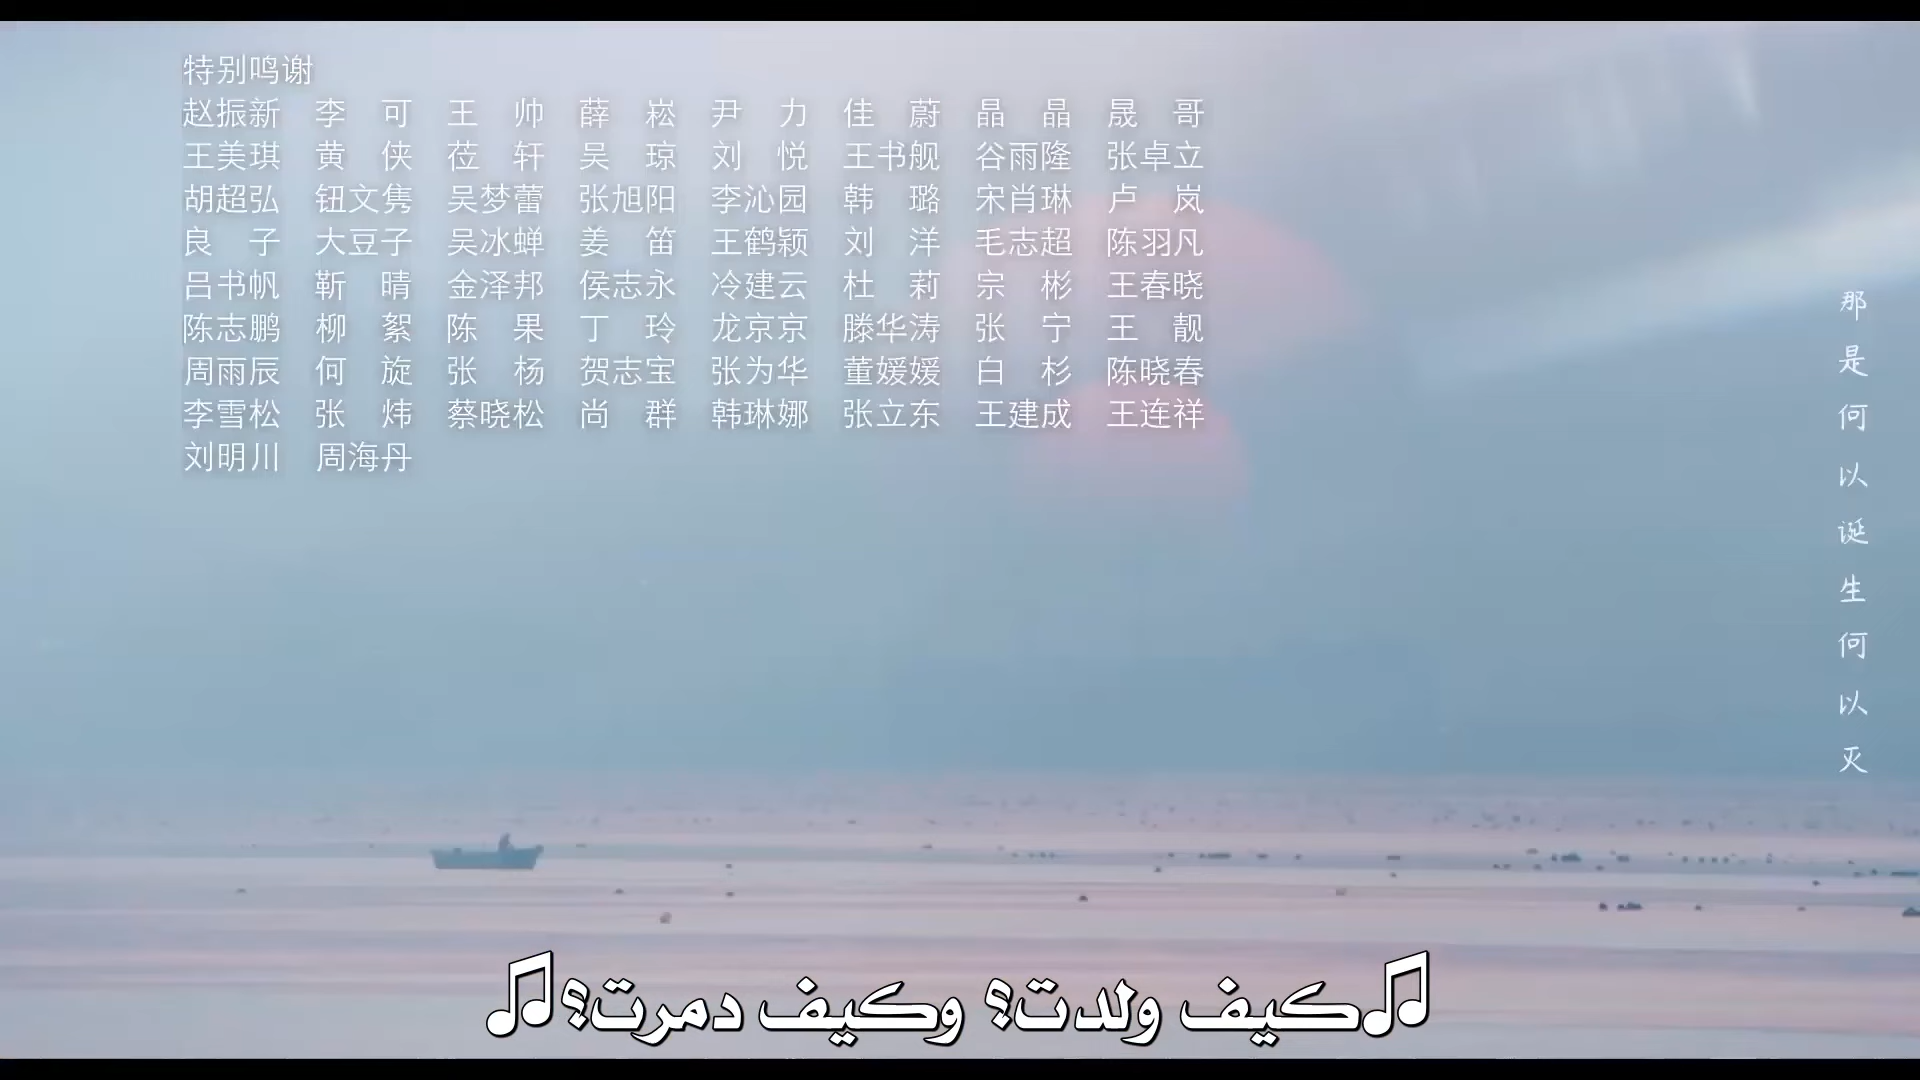 特别鸣谢
赵振新 李可 王帅 薛崧 尹力 佳蔚 晶晶 晟哥
王美琪 黄侠 莅轩 吴琼 刘悦 王书舰 谷雨隆 张卓立
胡超弘 钮文隽 吴梦蕾 张旭阳 李沁园 韩璐 宋肖琳 卢岚
良子 大豆子 吴冰蝉 姜笛 王鹤颖 刘洋 毛志超 陈羽凡
吕书帆 靳晴 金泽邦 侯志永 冷建云 杜莉 宗彬 王春晓
陈志鹏 柳絮 陈果 丁玲 龙京京 滕华涛 张宁 王靓
周雨辰 何旋 张杨 贺志宝 张为华 董媛媛 白杉 陈晓春
李雪松 张炜 蔡晓松 尚群 韩琳娜 张立东 王建成 王连祥
刘明川 周海丹
那是何以诞生何以灭
♫كيف ولدت؟ وكيف دمرت؟♫